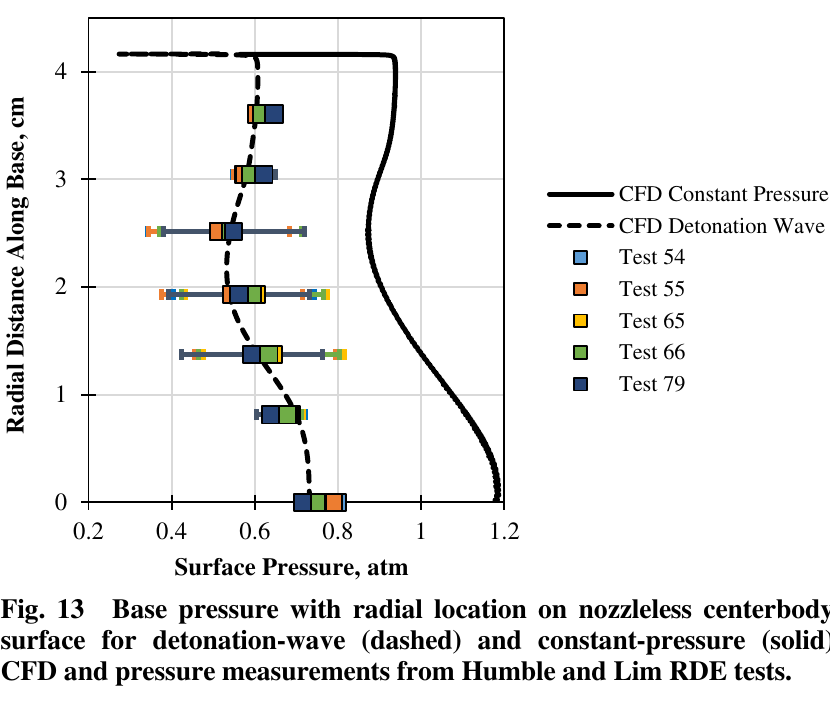 Radial Distance Along Base, cm
4
3
2
1
0
0.2 0.4 0.6 0.8 1 1.2
Surface Pressure, atm
CFD Constant Pressure
CFD Detonation Wave
Test 54
Test 55
Test 65
Test 66
Test 79
Fig. 13 Base pressure with radial location on nozzleless centerbody
surface for detonation-wave (dashed) and constant-pressure (solid)
CFD and pressure measurements from Humble and Lim RDE tests.